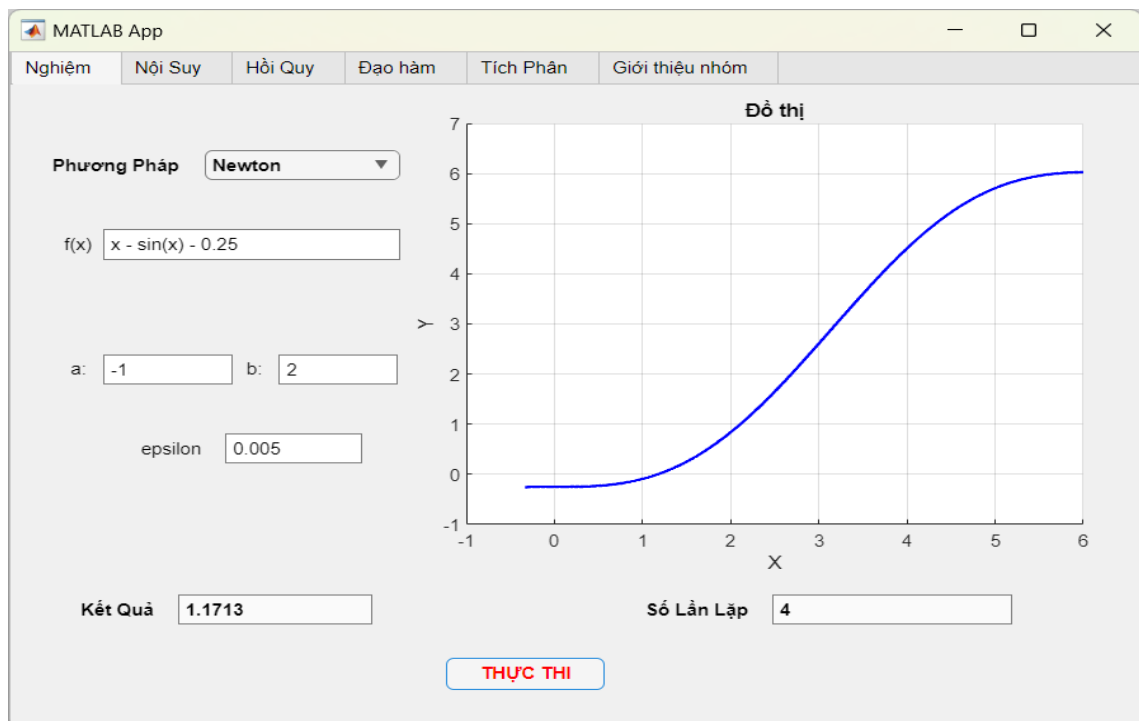 MATLAB App
Nghiệm Nội Suy Hồi Quy Đạo hàm Tích Phân Giới thiệu nhóm
Phương Pháp Newton
f(x) x - sin(x) - 0.25
a: -1 b: 2
epsilon 0.005
Đồ thị
7
6
5
4
3
2
1
0
-1
Y
-1 0 1 2 3 4 5 6
X
Kết Quả 1.1713
Số Lần Lặp 4
THỰC THI